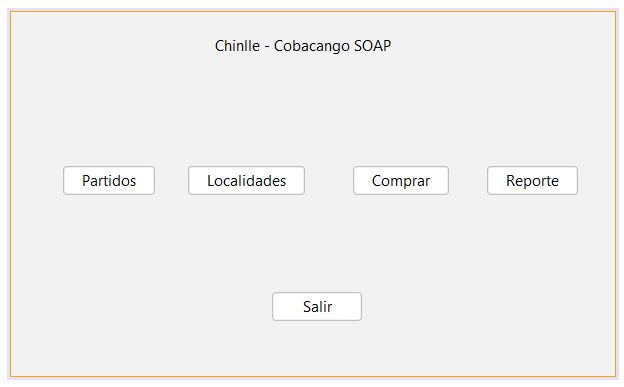 Chinlle - Cobacango SOAP
Partidos Localidades Comprar Reporte
Salir